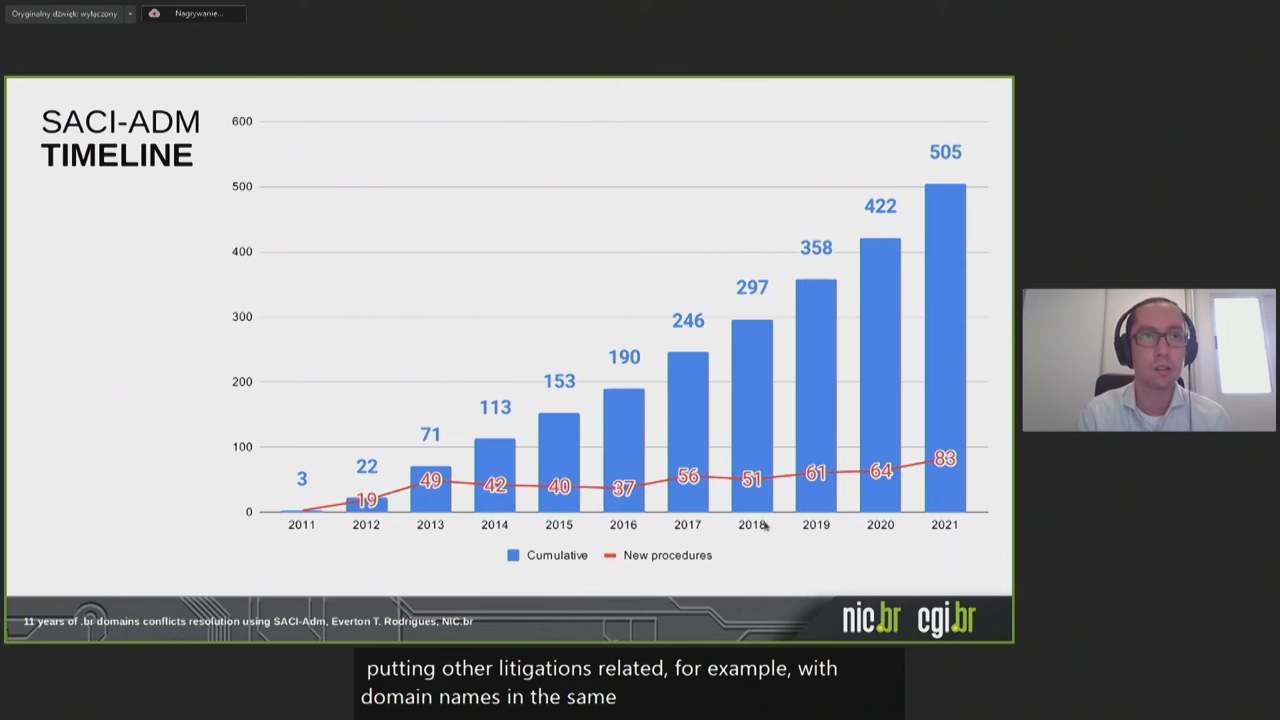 Oryginalny dźwięk: wyłączony
Nagrywanie...
SACI-ADM
TIMELINE
600
500
400
300
200
100
0
3
22
71
113
153
190
246
297
358
422
505
19
49
42
40
37
56
51
61
64
83
2011 2012 2013 2014 2015 2016 2017 2018 2019 2020 2021
Cumulative New procedures
11 years of .br domains conflicts resolution using SACI-Adm, Everton T. Rodrigues, NIC.br
nic.br cgi.br
putting other litigations related, for example, with
domain names in the same